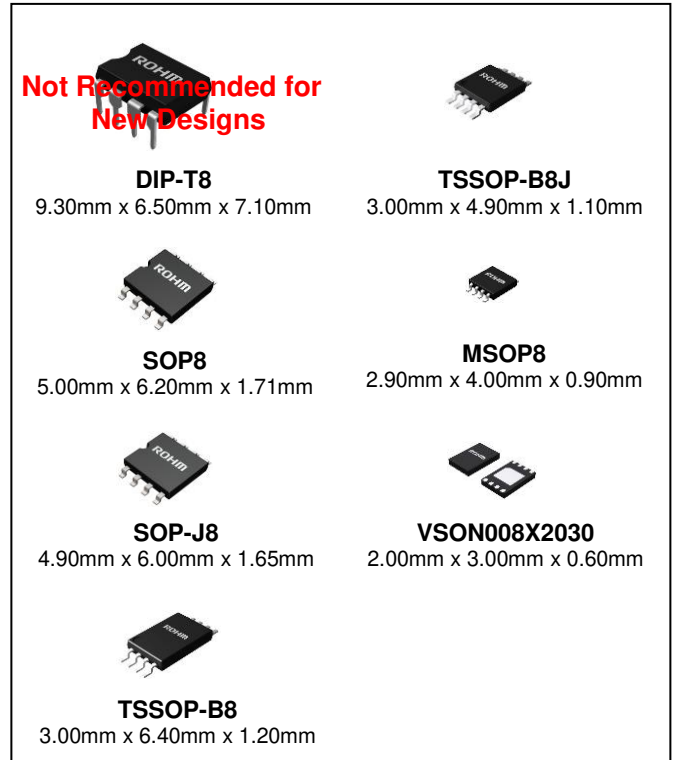 ROHM
Not Recommended for
New Designs
DIP-T8
9.30mm x 6.50mm x 7.10mm
ROHM
TSSOP-B8J
3.00mm x 4.90mm x 1.10mm
ROHM
SOP8
5.00mm x 6.20mm x 1.71mm
ROHM
MSOP8
2.90mm x 4.00mm x 0.90mm
ROHM
SOP-J8
4.90mm x 6.00mm x 1.65mm
ROHM
VSON008X2030
2.00mm x 3.00mm x 0.60mm
ROHM
TSSOP-B8
3.00mm x 6.40mm x 1.20mm